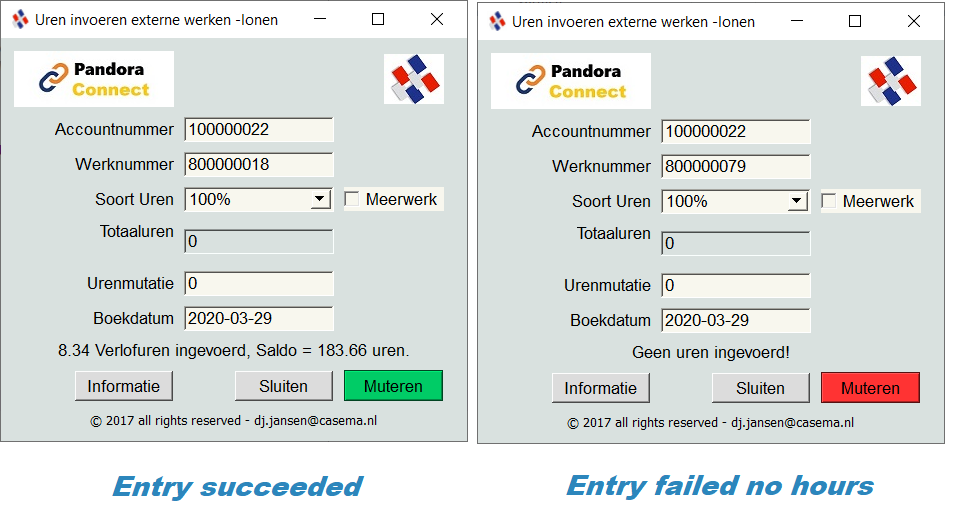 Uren invoeren externe werken -lonen
Pandora
Connect
Accountnummer 100000022
Werknummer 800000018
Soort Uren 100% Meerwerk
Totaaluren 0
Urenmutatie 0
Boekdatum 2020-03-29
8.34 Verlofuren ingevoerd, Saldo = 183.66 uren.
Informatie Sluiten Muteren
© 2017 all rights reserved - dj.jansen@casema.nl
Entry succeeded
Uren invoeren externe werken -lonen
Pandora
Connect
Accountnummer 100000022
Werknummer 800000079
Soort Uren 100% Meerwerk
Totaaluren 0
Urenmutatie 0
Boekdatum 2020-03-29
Geen uren ingevoerd!
Informatie Sluiten Muteren
© 2017 all rights reserved - dj.jansen@casema.nl
Entry failed no hours